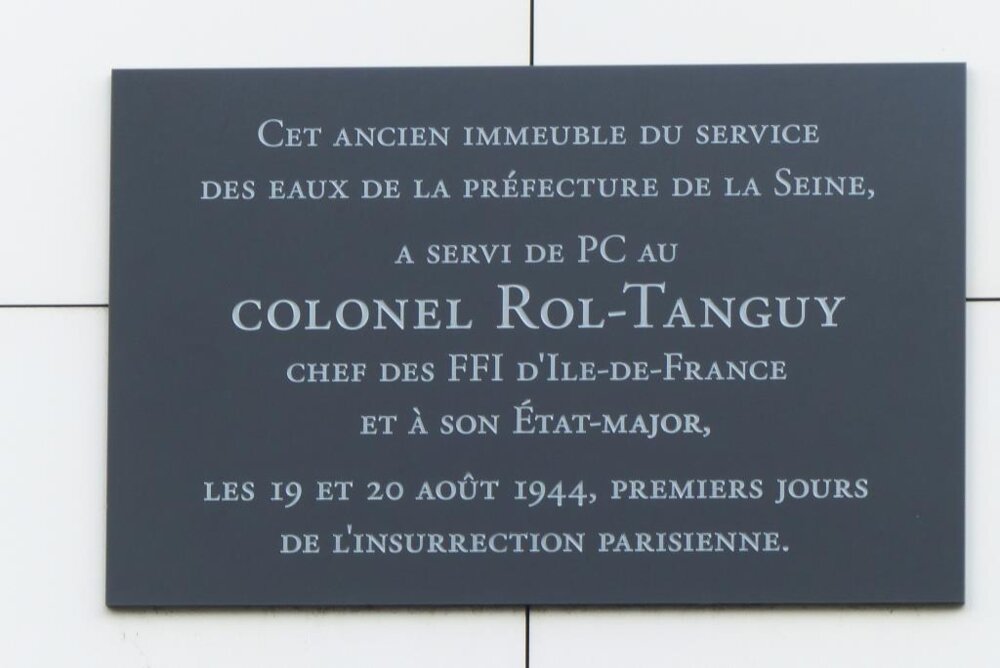 Cet ancien immeuble du service
des eaux de la préfecture de la Seine,
a servi de PC au
colonel Rol-Tanguy
chef des FFI d'Ile-de-France
et à son État-major,
les 19 et 20 août 1944, premiers jours
de l'insurrection parisienne.